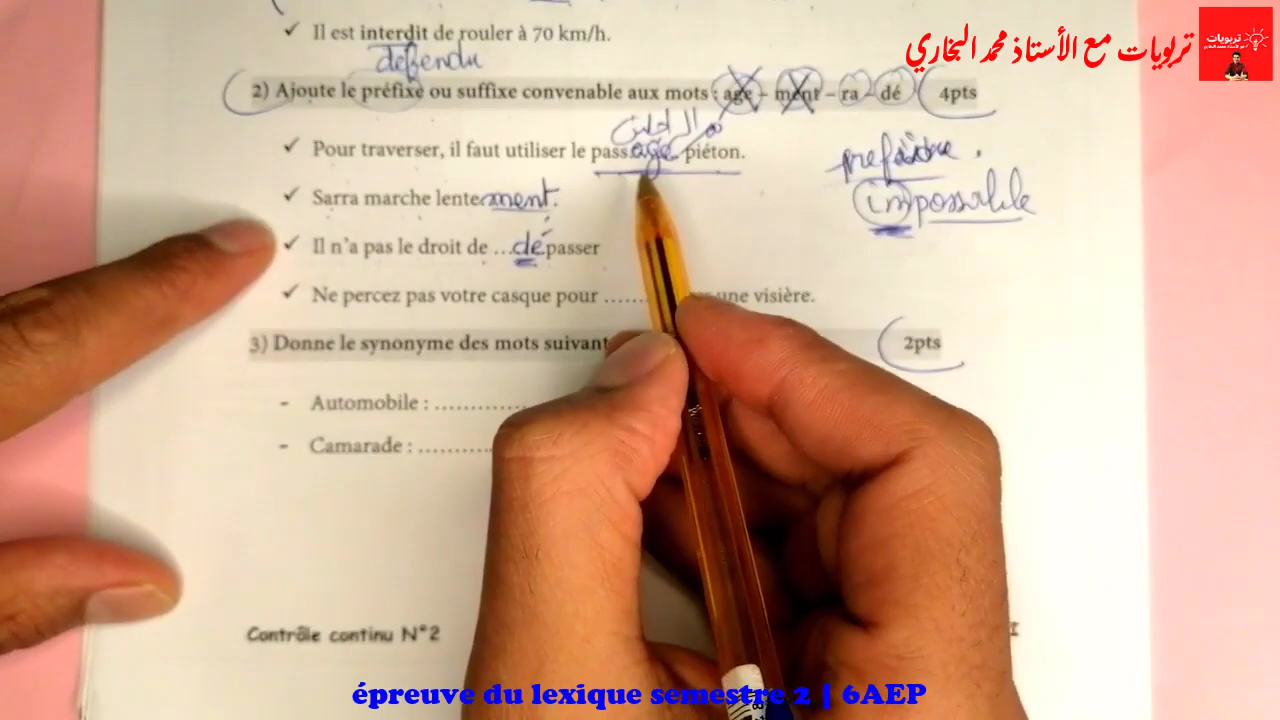 تربويات مع الأستاذ محمد البخاري
تربويات
✓ Il est interdit de rouler à 70 km/h.
défendu
2) Ajoute le préfixe ou suffixe convenable aux mots : age – ment – ra – dé 4pts
✓ Pour traverser, il faut utiliser le passage piéton.
✓ Sarra marche lentement.
impossible
✓ Il n'a pas le droit de …dépasser
✓ Ne percez pas votre casque pour …… une visière.
3) Donne le synonyme des mots suivant 2pts
- Automobile : ……………
- Camarade : …………
Contrôle continu N°2
épreuve du lexique semestre 2 | 6AEP